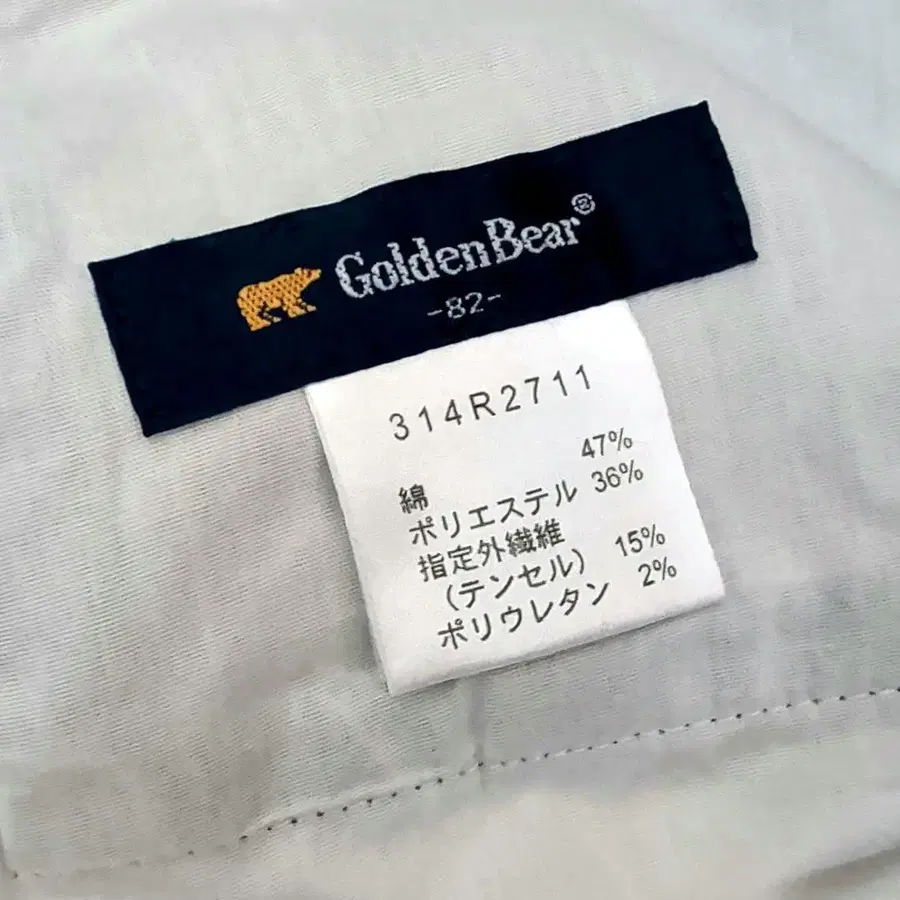 GoldenBear®
-82-
314R2711
綿 47%
ポリエステル 36%
指定外繊維
(テンセル) 15%
ポリウレタン 2%